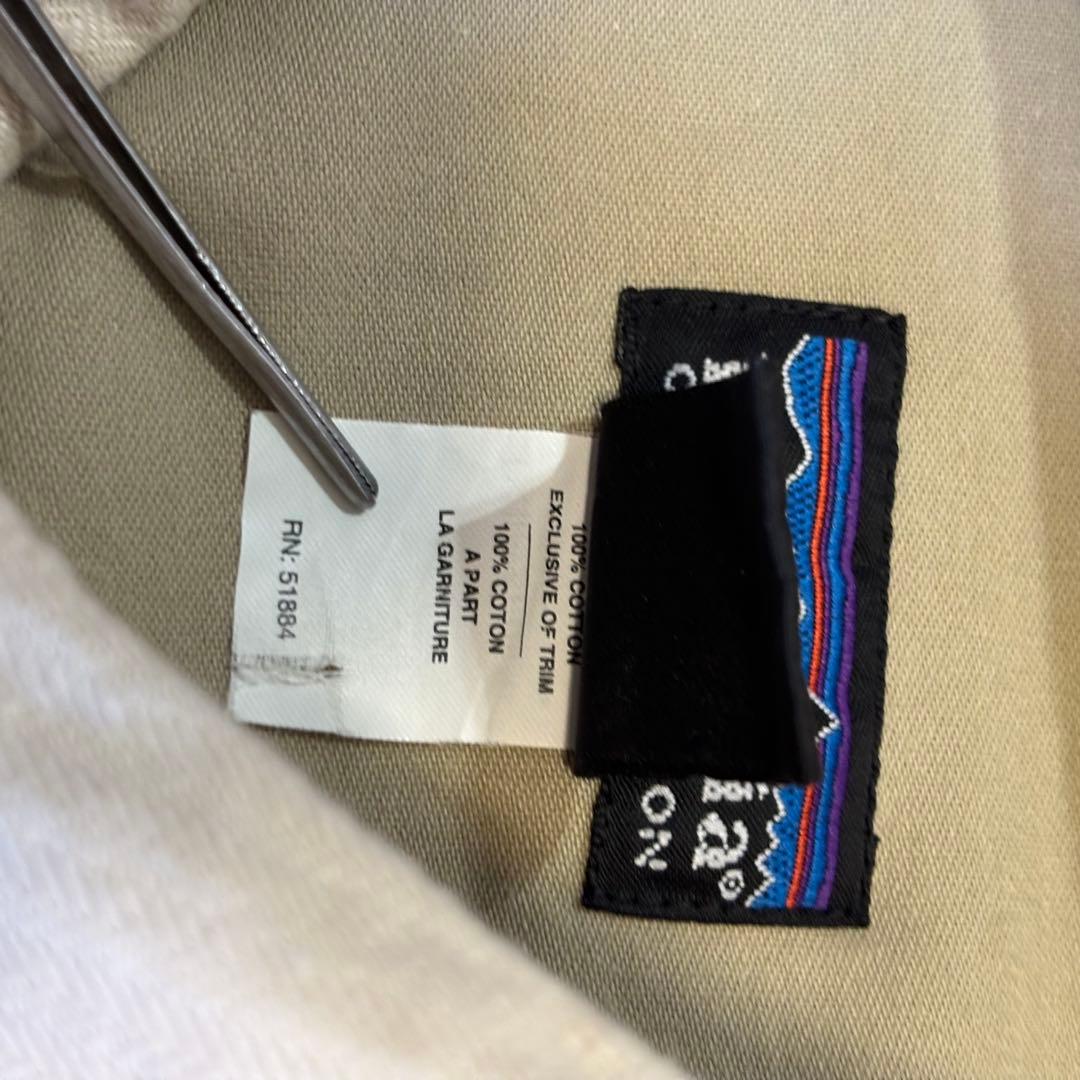 100% COTTON
EXCLUSIVE OF TRIM
100% COTON
A PART
LA GARNITURE
RN: 51884